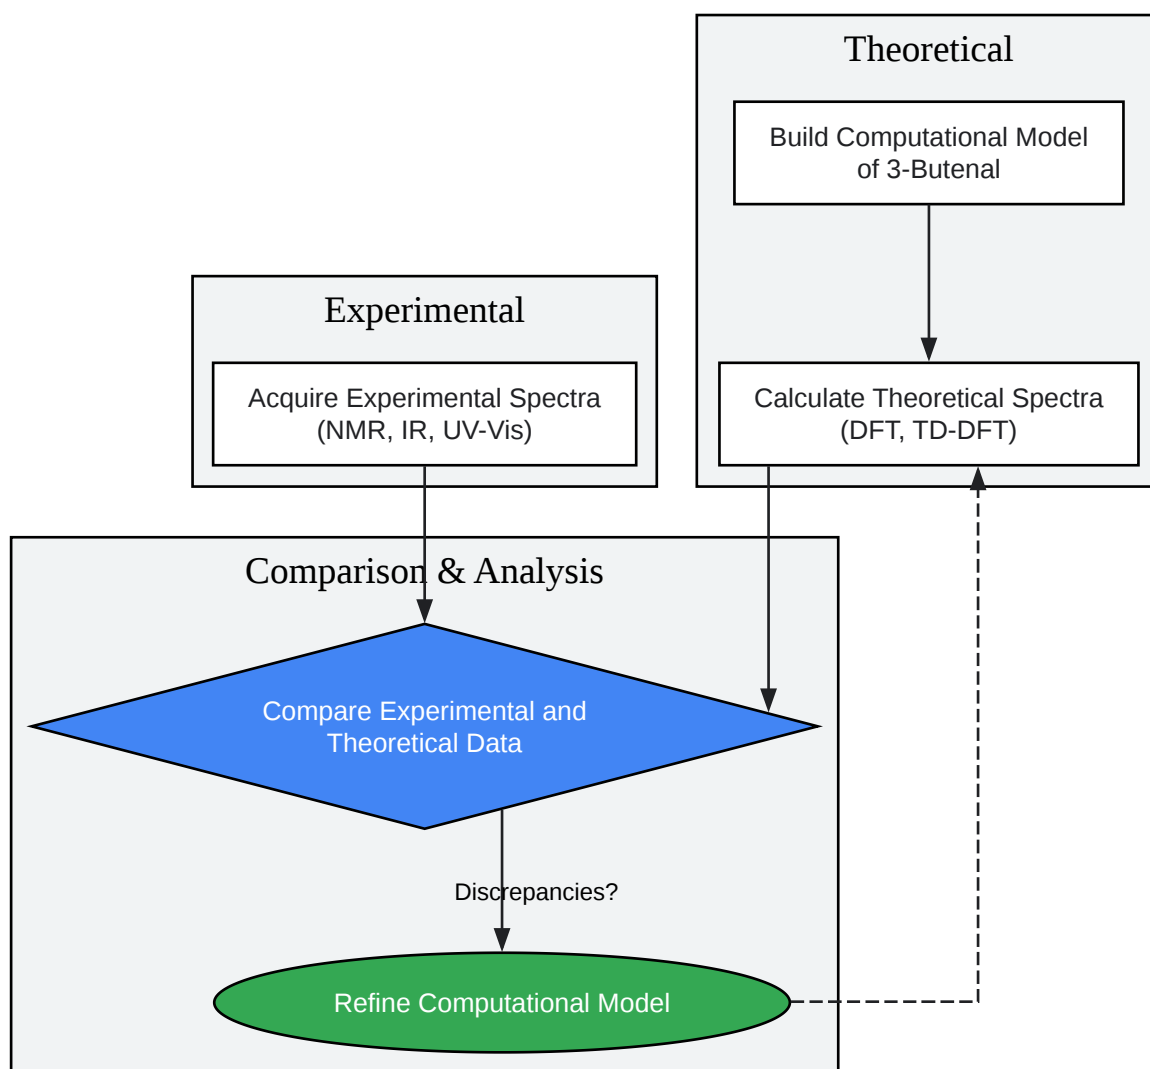 Theoretical
Build Computational Model
of 3-Butenal
Experimental
Acquire Experimental Spectra
(NMR, IR, UV-Vis)
Calculate Theoretical Spectra
(DFT, TD-DFT)
Comparison & Analysis
Compare Experimental and
Theoretical Data
Discrepancies?
Refine Computational Model